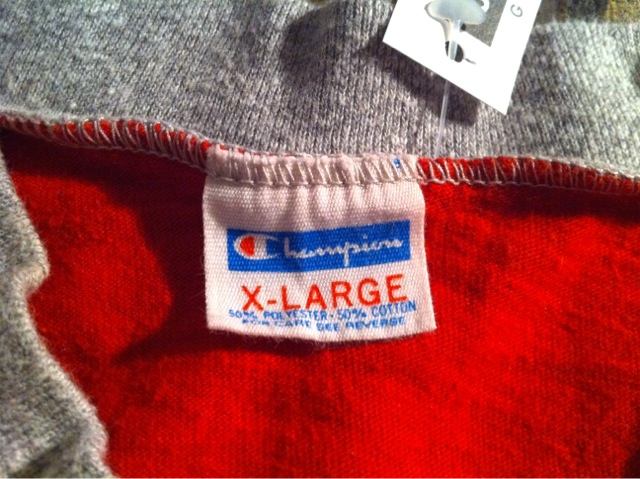 G
Champion
X-LARGE
50% POLYESTER - 50% COTTON
FOR CARE SEE REVERSE